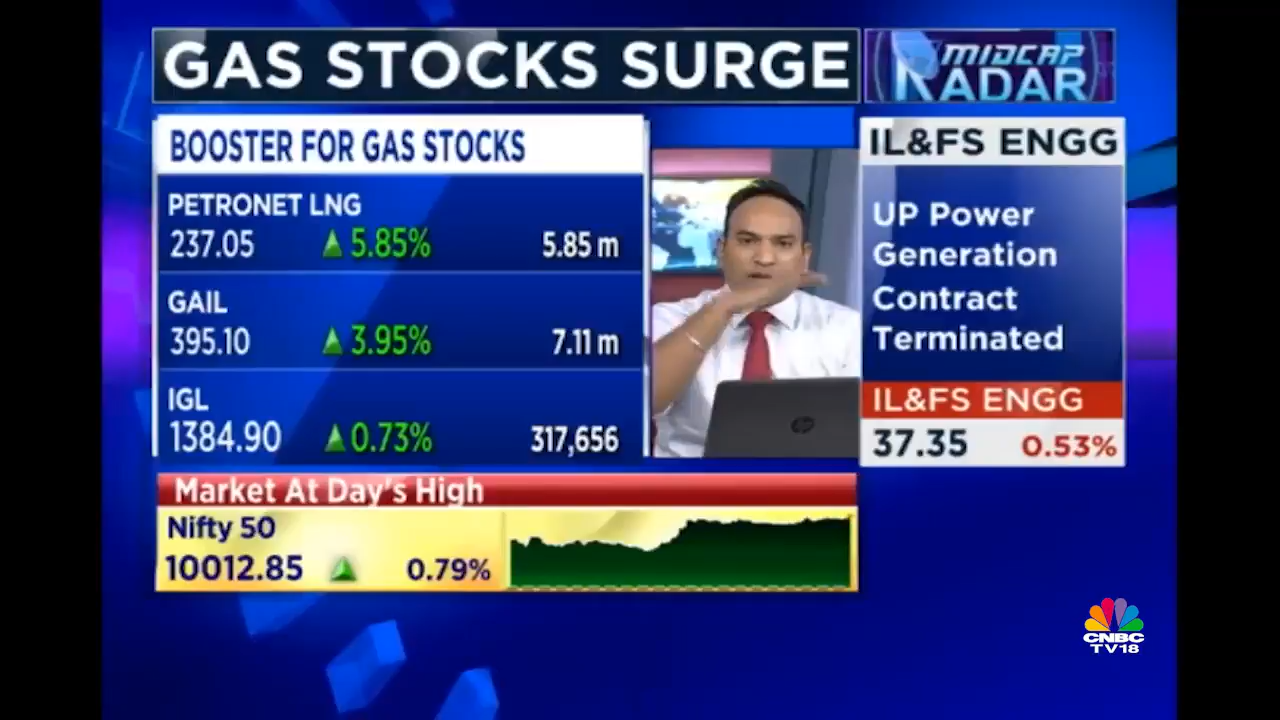 GAS STOCKS SURGE
MIDCAP
RADAR
BOOSTER FOR GAS STOCKS
PETRONET LNG
237.05 ▲ 5.85% 5.85 m
GAIL
395.10 ▲ 3.95% 7.11 m
IGL
1384.90 ▲ 0.73% 317,656
hp
IL&FS ENGG
UP Power
Generation
Contract
Terminated
IL&FS ENGG
37.35 0.53%
Market At Day's High
Nifty 50
10012.85 ▲ 0.79%
CNBC
TV18